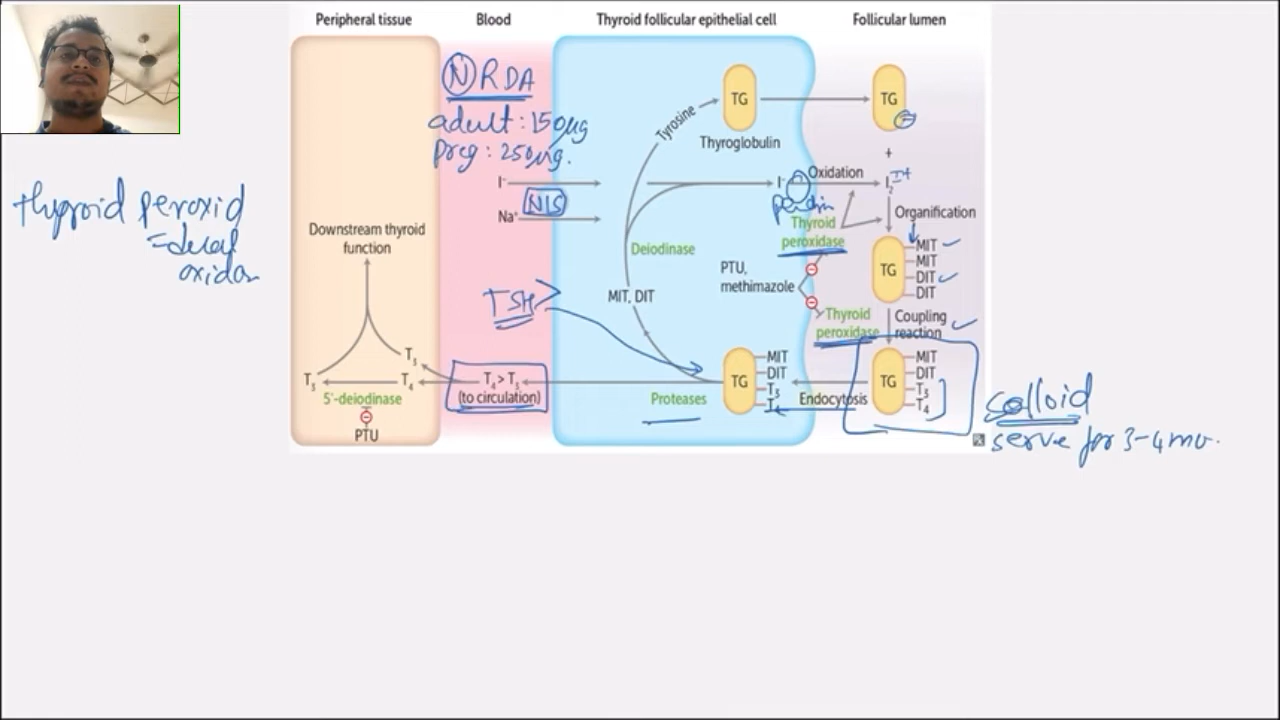 Peripheral tissue
Blood
Thyroid follicular epithelial cell
Follicular lumen
N RDA
adult : 150µg
preg : 250µg.
Tyrosine
TG
TG
Thyroglobulin
+
I⁻
Na⁺
NIS
I⁻
Oxidation
I₂
I+
Thyroid
peroxidase
Organification
thyroid peroxid
Downstream thyroid
function
Deiodinase
MIT
MIT
DIT
DIT
TG
PTU,
methimazole
MIT, DIT
TSH
Thyroid
peroxidase
Coupling
reaction
T₃
T₃
T₄
5'-deiodinase
PTU
T₄ > T₃
(to circulation)
Proteases
TG
MIT
DIT
T₃
T₄
Endocytosis
TG
MIT
DIT
T₃
T₄
colloid
serve for 3-4 mo.